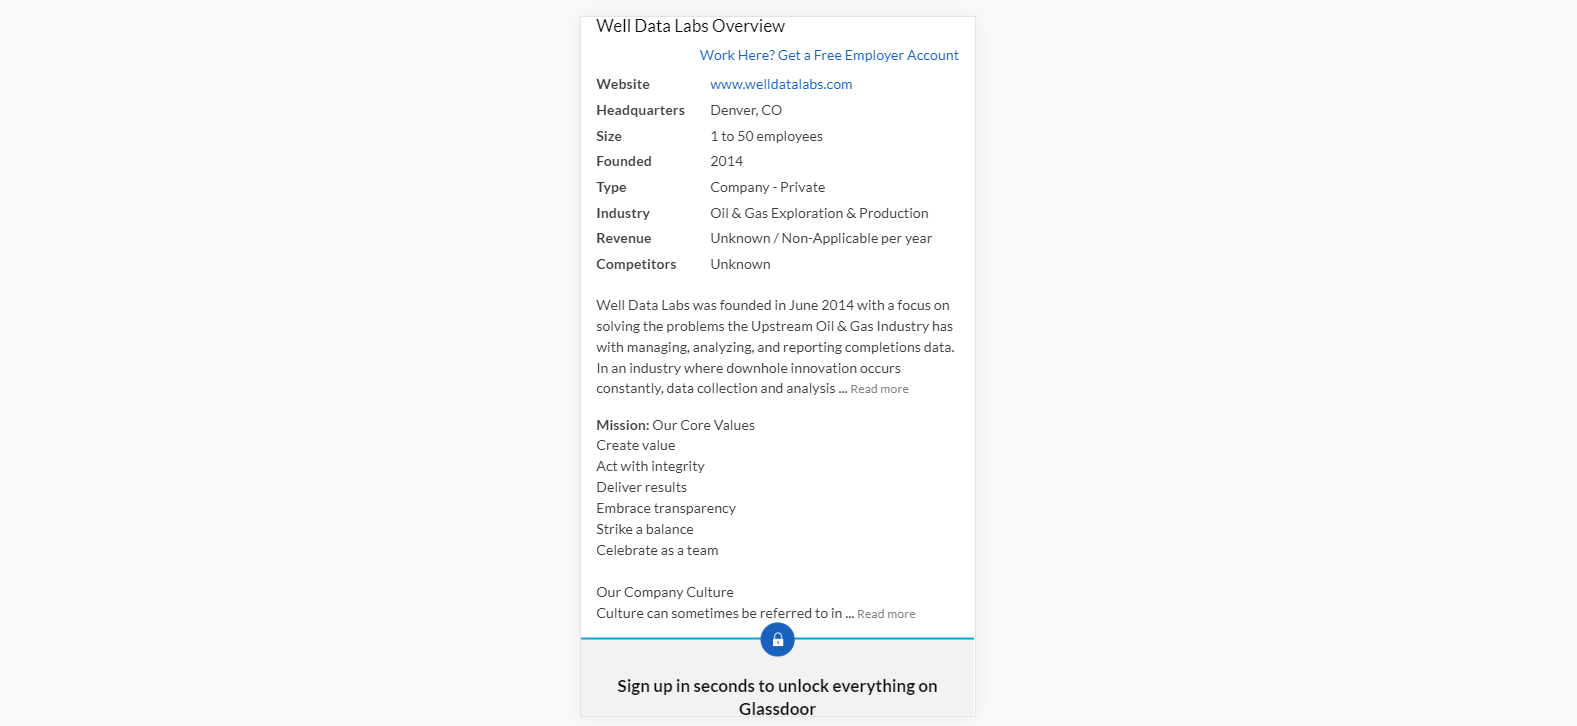 Well Data Labs Overview
Work Here? Get a Free Employer Account
Website www.welldatalabs.com
Headquarters Denver, CO
Size 1 to 50 employees
Founded 2014
Type Company - Private
Industry Oil & Gas Exploration & Production
Revenue Unknown / Non-Applicable per year
Competitors Unknown
Well Data Labs was founded in June 2014 with a focus on
solving the problems the Upstream Oil & Gas Industry has
with managing, analyzing, and reporting completions data.
In an industry where downhole innovation occurs
constantly, data collection and analysis ... Read more
Mission: Our Core Values
Create value
Act with integrity
Deliver results
Embrace transparency
Strike a balance
Celebrate as a team
Our Company Culture
Culture can sometimes be referred to in ... Read more
Sign up in seconds to unlock everything on
Glassdoor